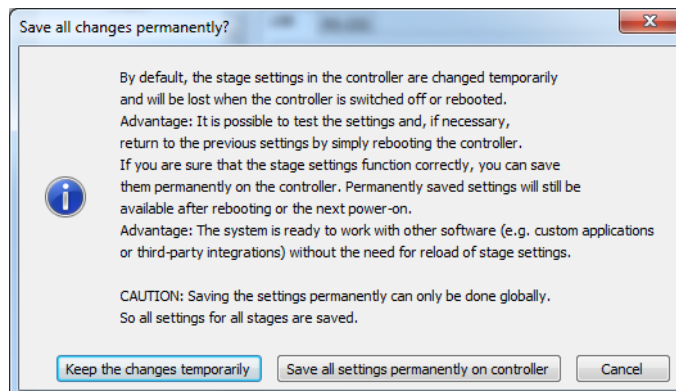 Save all changes permanently?
By default, the stage settings in the controller are changed temporarily
and will be lost when the controller is switched off or rebooted.
Advantage: It is possible to test the settings and, if necessary,
return to the previous settings by simply rebooting the controller.
If you are sure that the stage settings function correctly, you can save
them permanently on the controller. Permanently saved settings will still be
available after rebooting or the next power-on.
Advantage: The system is ready to work with other software (e.g. custom applications
or third-party integrations) without the need for reload of stage settings.
CAUTION: Saving the settings permanently can only be done globally.
So all settings for all stages are saved.
Keep the changes temporarily Save all settings permanently on controller Cancel